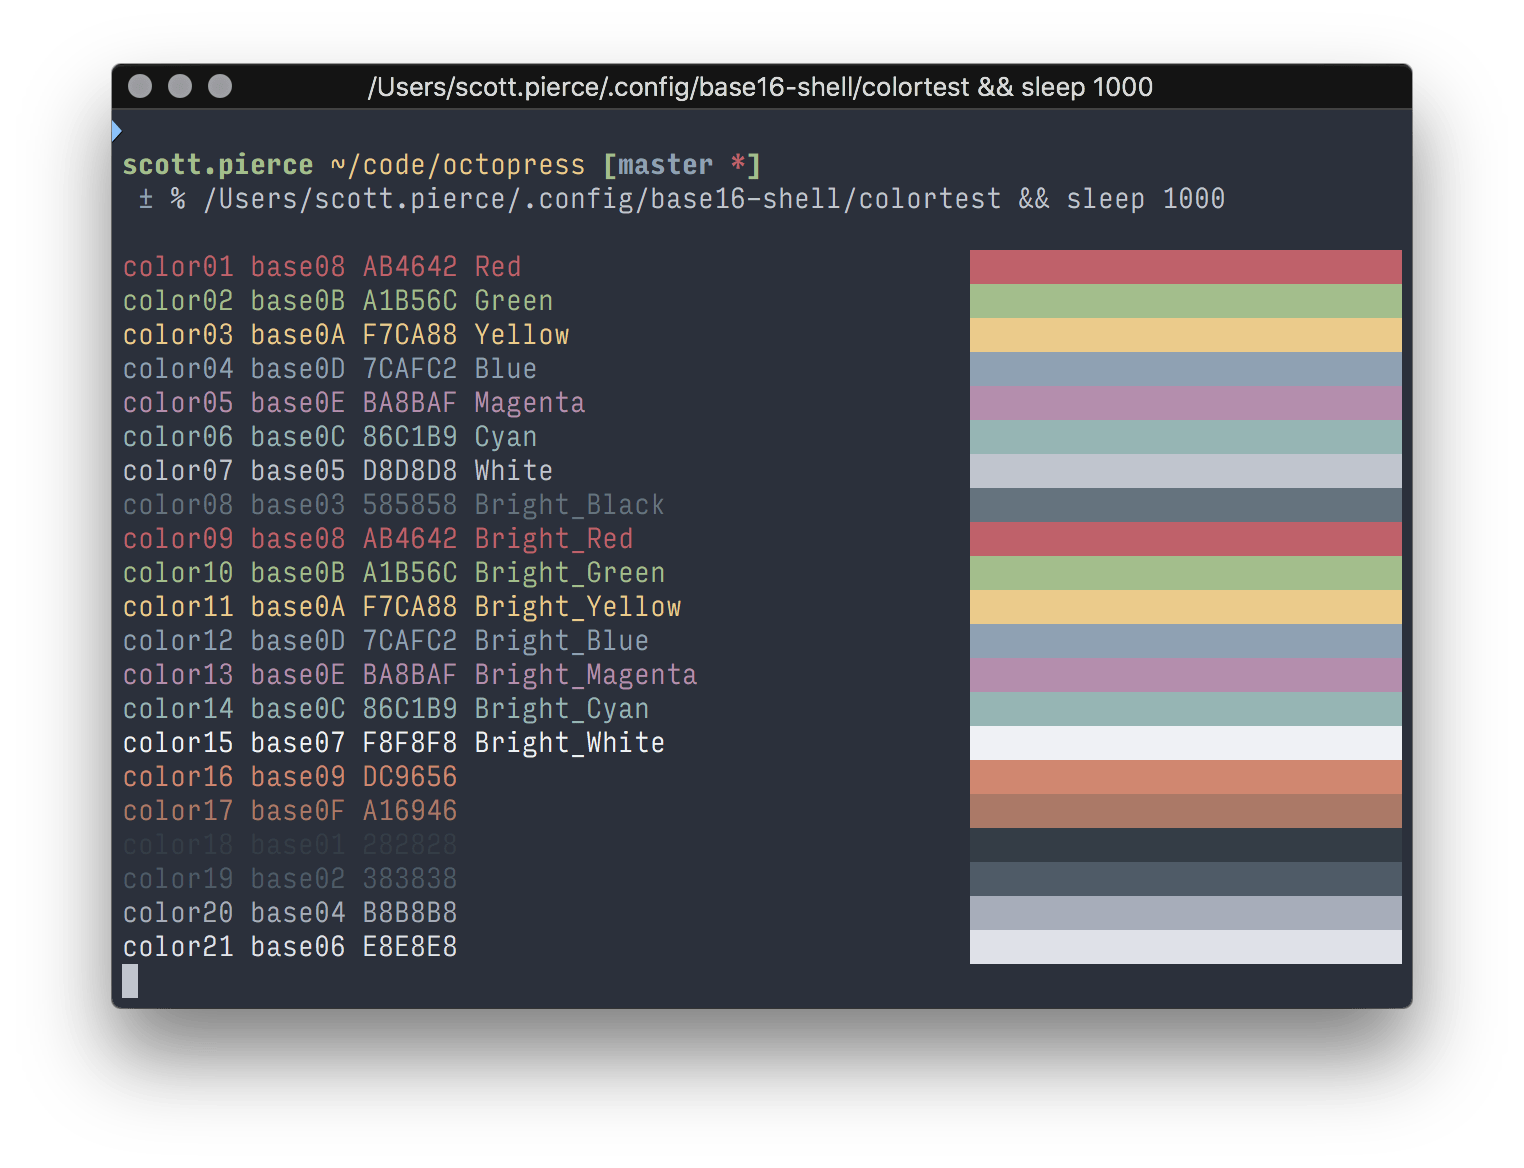 /Users/scott.pierce/.config/base16-shell/colortest && sleep 1000
scott.pierce ~/code/octopress [master *]
± % /Users/scott.pierce/.config/base16-shell/colortest && sleep 1000
color01 base08 AB4642 Red
color02 base0B A1B56C Green
color03 base0A F7CA88 Yellow
color04 base0D 7CAFC2 Blue
color05 base0E BA8BAF Magenta
color06 base0C 86C1B9 Cyan
color07 base05 D8D8D8 White
color08 base03 585858 Bright_Black
color09 base08 AB4642 Bright_Red
color10 base0B A1B56C Bright_Green
color11 base0A F7CA88 Bright_Yellow
color12 base0D 7CAFC2 Bright_Blue
color13 base0E BA8BAF Bright_Magenta
color14 base0C 86C1B9 Bright_Cyan
color15 base07 F8F8F8 Bright_White
color16 base09 DC9656
color17 base0F A16946
color18 base01 282828
color19 base02 383838
color20 base04 B8B8B8
color21 base06 E8E8E8